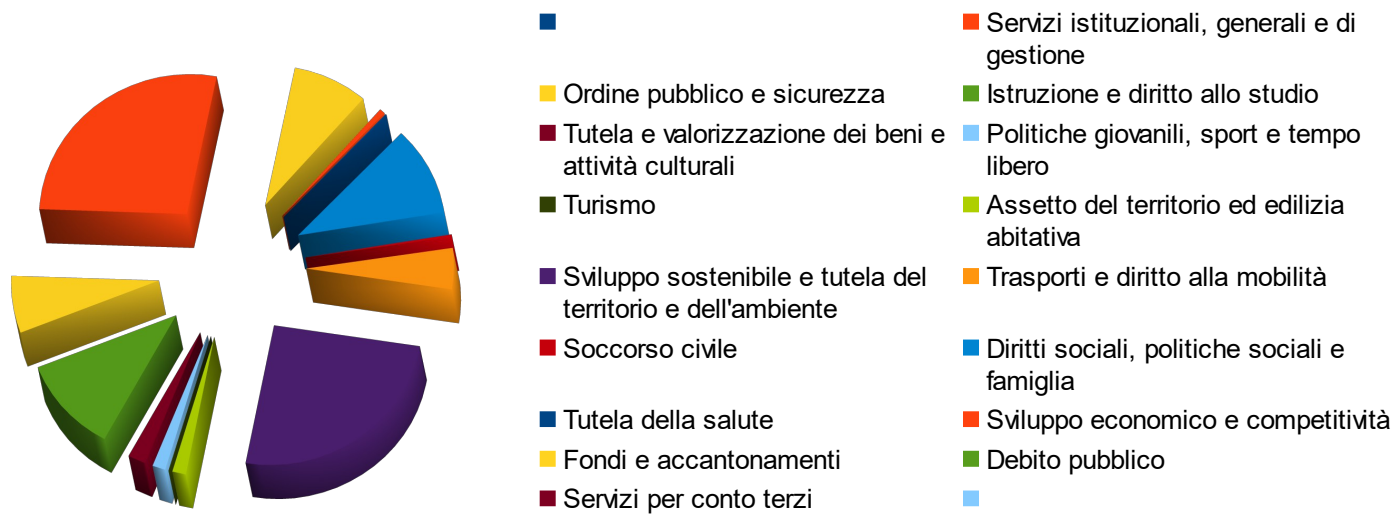 Servizi istituzionali, generali e di
gestione
Ordine pubblico e sicurezza
Istruzione e diritto allo studio
Tutela e valorizzazione dei beni e
attività culturali
Politiche giovanili, sport e tempo
libero
Turismo
Assetto del territorio ed edilizia
abitativa
Sviluppo sostenibile e tutela del
territorio e dell'ambiente
Trasporti e diritto alla mobilità
Soccorso civile
Diritti sociali, politiche sociali e
famiglia
Tutela della salute
Sviluppo economico e competitività
Fondi e accantonamenti
Debito pubblico
Servizi per conto terzi